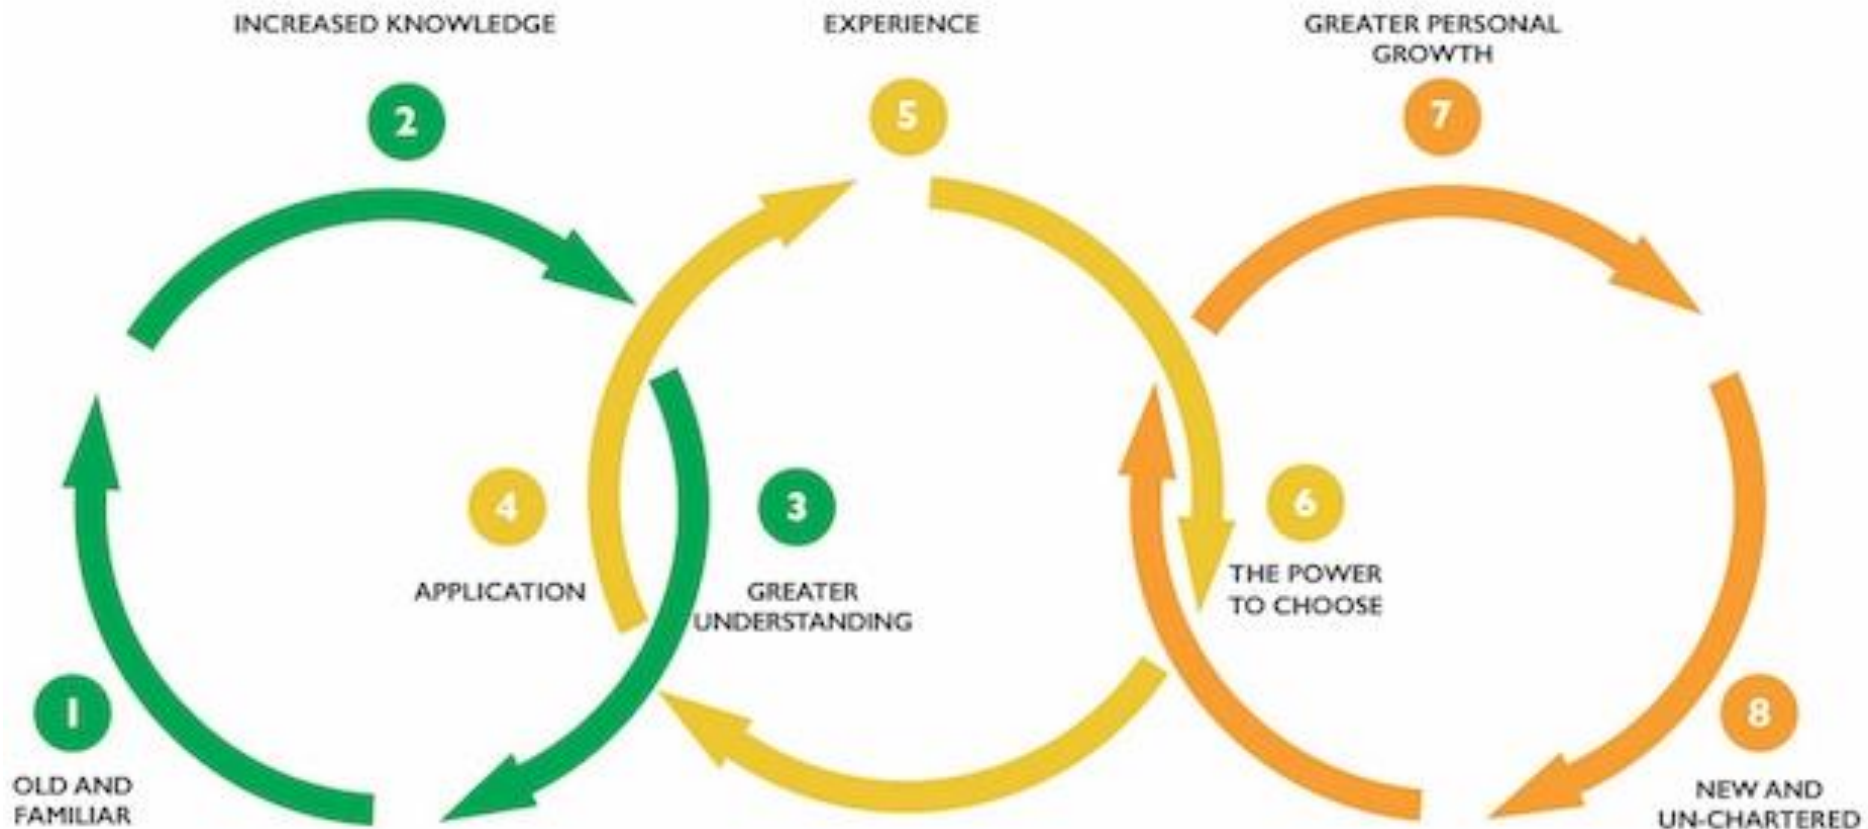 INCREASED KNOWLEDGE
EXPERIENCE
GREATER PERSONAL
GROWTH
2
5
7
4
3
6
APPLICATION
GREATER
UNDERSTANDING
THE POWER
TO CHOOSE
1
OLD AND
FAMILIAR
8
NEW AND
UN-CHARTERED